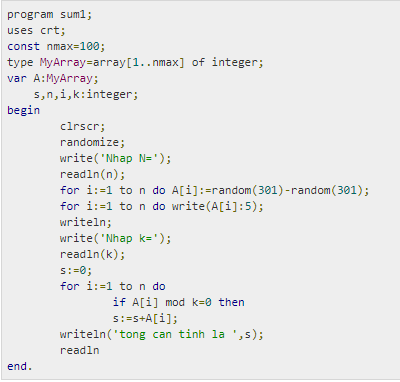 program sum1;
uses crt;
const nmax=100;
type MyArray=array[1..nmax] of integer;
var A:MyArray;
    s,n,i,k:integer;
begin
        clrscr;
        randomize;
        write('Nhap N=');
        readln(n);
        for i:=1 to n do A[i]:=random(301)-random(301);
        for i:=1 to n do write(A[i]:5);
        writeln;
        write('Nhap k=');
        readln(k);
        s:=0;
        for i:=1 to n do
                if A[i] mod k=0 then
                s:=s+A[i];
        writeln('tong can tinh la ',s);
        readln
end.